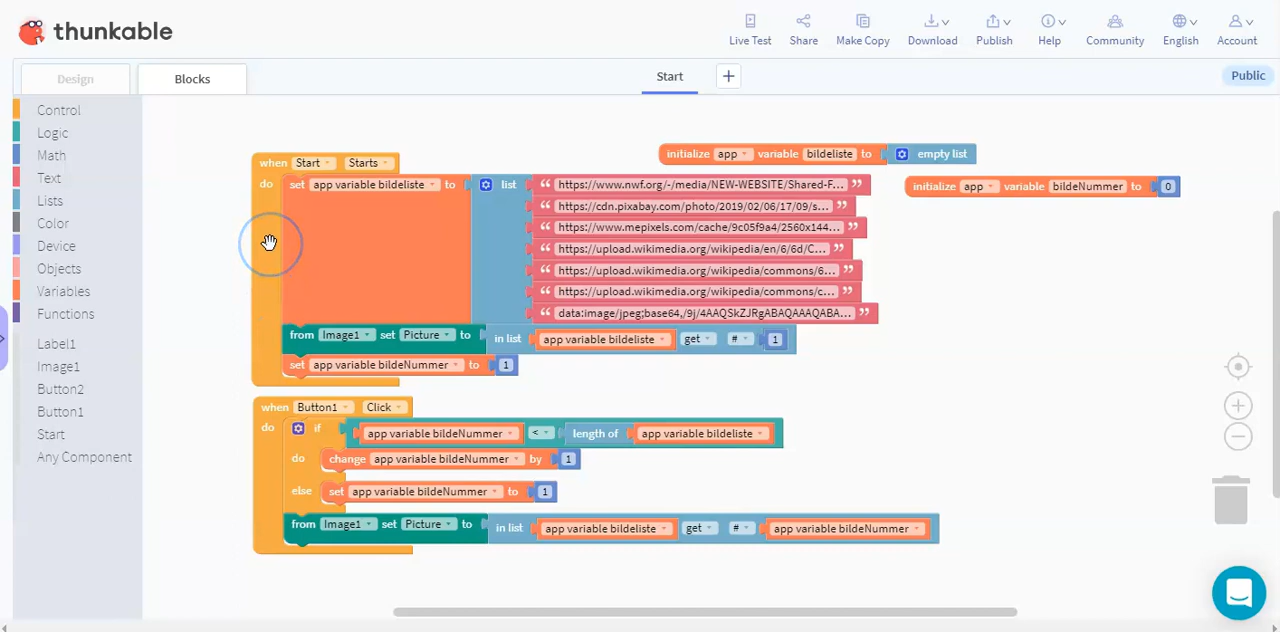 thunkable
Live Test
Share
Make Copy
Download
Publish
Help
Community
English
Account
Design
Blocks
Start
+
Public
Control
Logic
Math
Text
Lists
Color
Device
Objects
Variables
Functions
Label1
Image1
Button2
Button1
Start
Any Component
initialize app variable bildeliste to empty list
initialize app variable bildeNummer to 0
when Start Starts
do set app variable bildeliste to list “ https://www.nwf.org/-/media/NEW-WEBSITE/Shared-F... ”
“ https://cdn.pixabay.com/photo/2019/02/06/17/09/s... ”
“ https://www.mepixels.com/cache/9c05f9a4/2560x144... ”
“ https://upload.wikimedia.org/wikipedia/en/6/6d/C... ”
“ https://upload.wikimedia.org/wikipedia/commons/6... ”
“ https://upload.wikimedia.org/wikipedia/commons/c... ”
“ data:image/jpeg;base64,/9j/4AAQSkZJRgABAQAAAQABA... ”
from Image1 set Picture to in list app variable bildeliste get # 1
set app variable bildeNummer to 1
when Button1 Click
do if app variable bildeNummer < length of app variable bildeliste
do change app variable bildeNummer by 1
else set app variable bildeNummer to 1
from Image1 set Picture to in list app variable bildeliste get # app variable bildeNummer